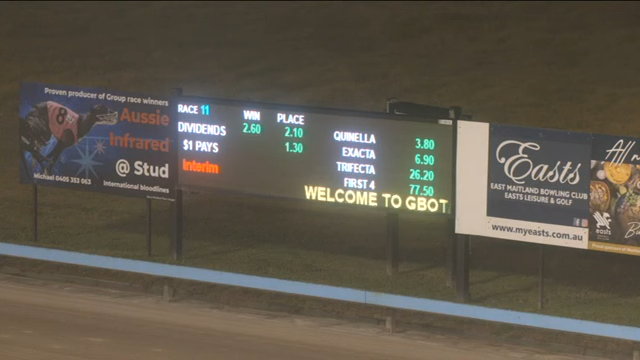 Proven producer of Group race winners
Aussie
Infrared
@ Stud
International bloodlines
Michael 0405 353 063
8
RACE 11
WIN PLACE
DIVIDENDS 2.60 2.10
$1 PAYS 1.30
Interim
QUINELLA 3.80
EXACTA 6.90
TRIFECTA 26.20
FIRST 4 77.50
WELCOME TO GBOT
Easts
EAST MAITLAND BOWLING CLUB
EASTS LEISURE & GOLF
www.myeasts.com.au
easts